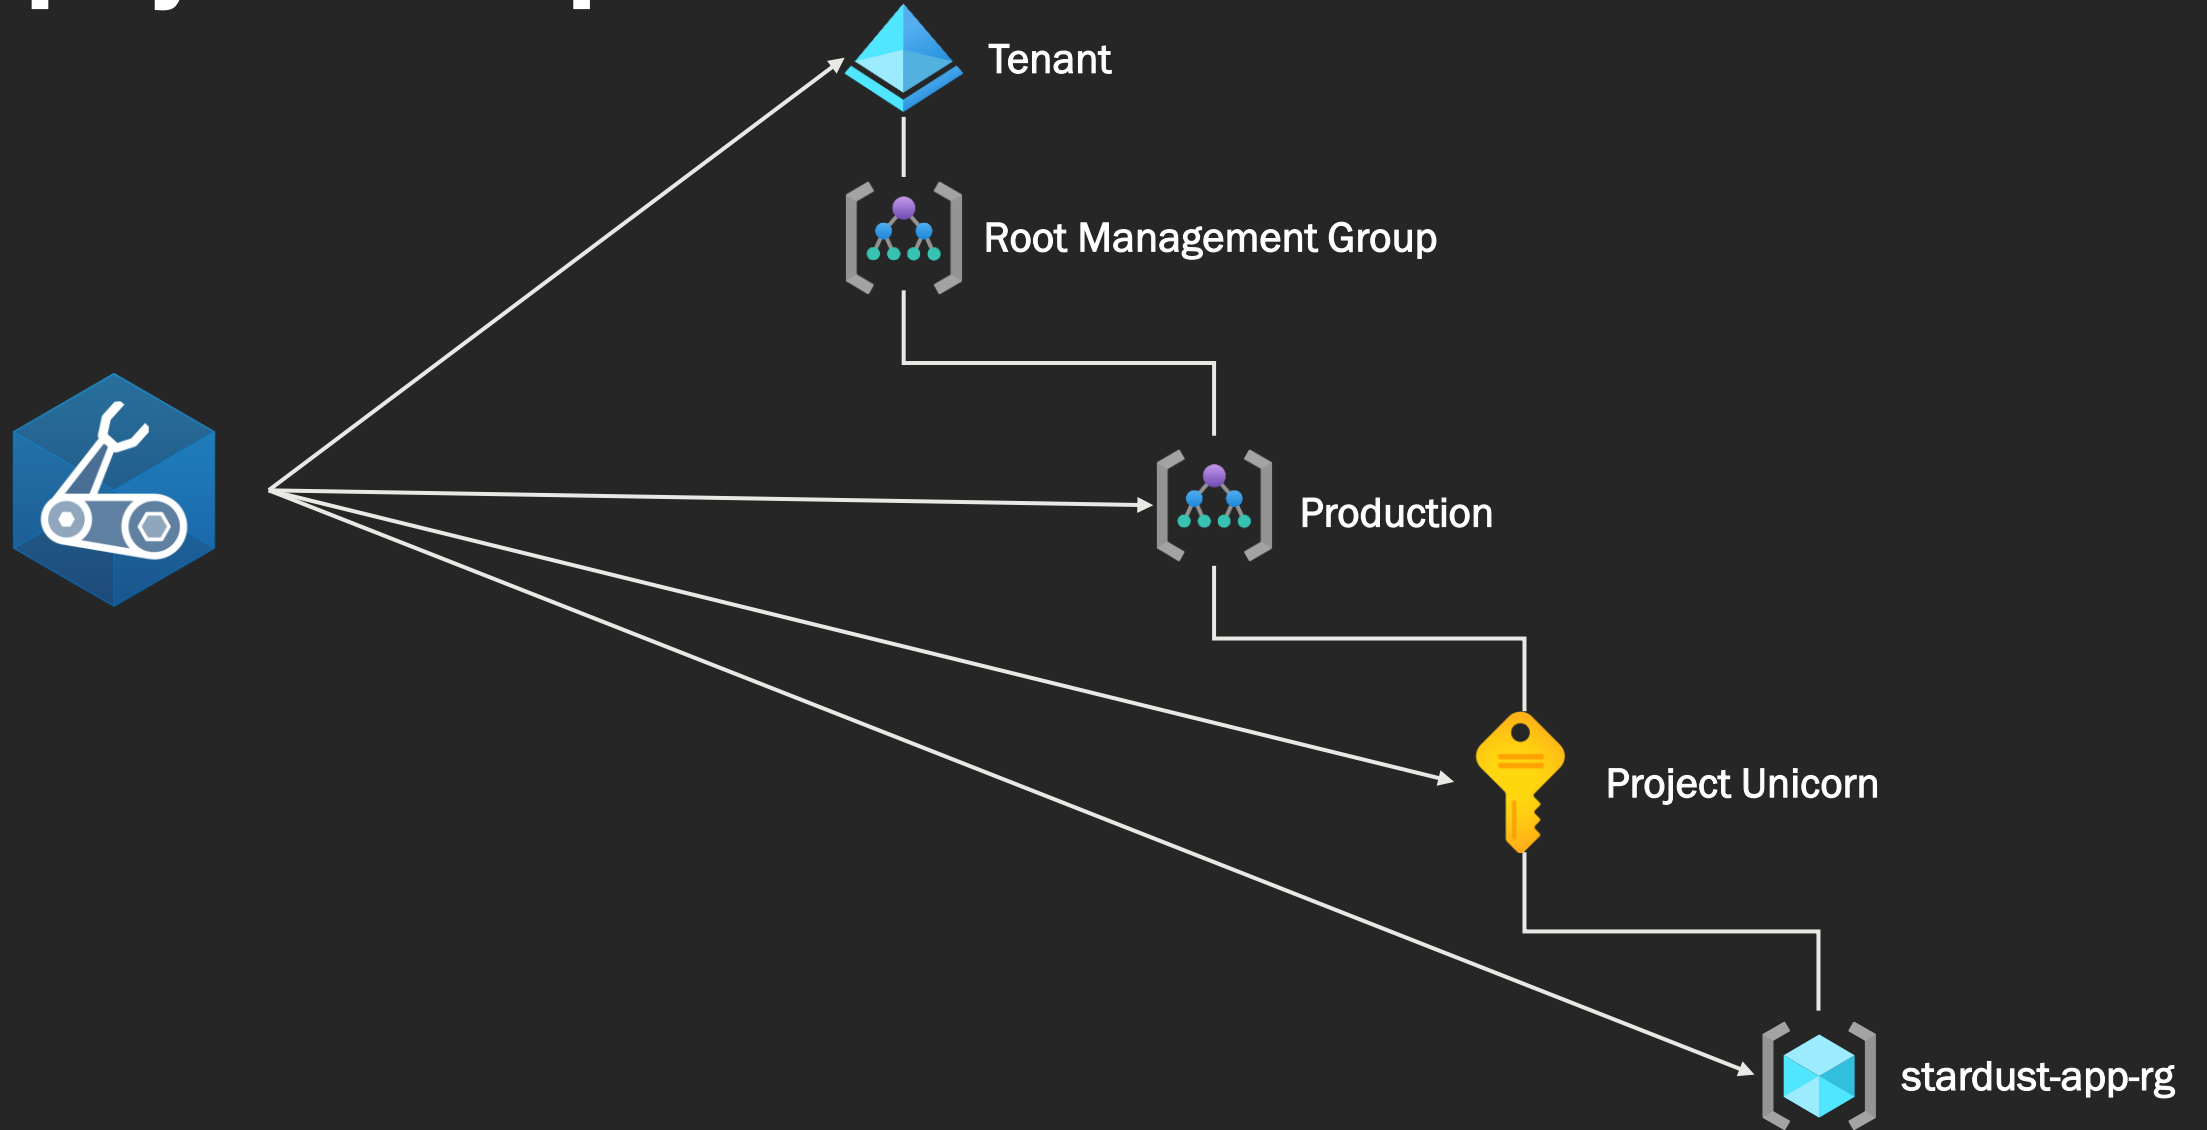 Tenant
Root Management Group
Production
Project Unicorn
stardust-app-rg